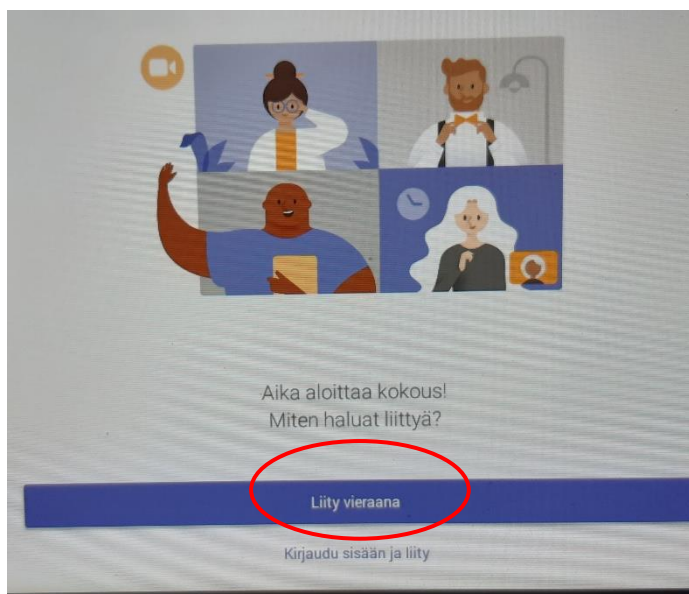 Aika aloittaa kokous!
Miten haluat liittyä?
Liity vieraana
Kirjaudu sisään ja liity